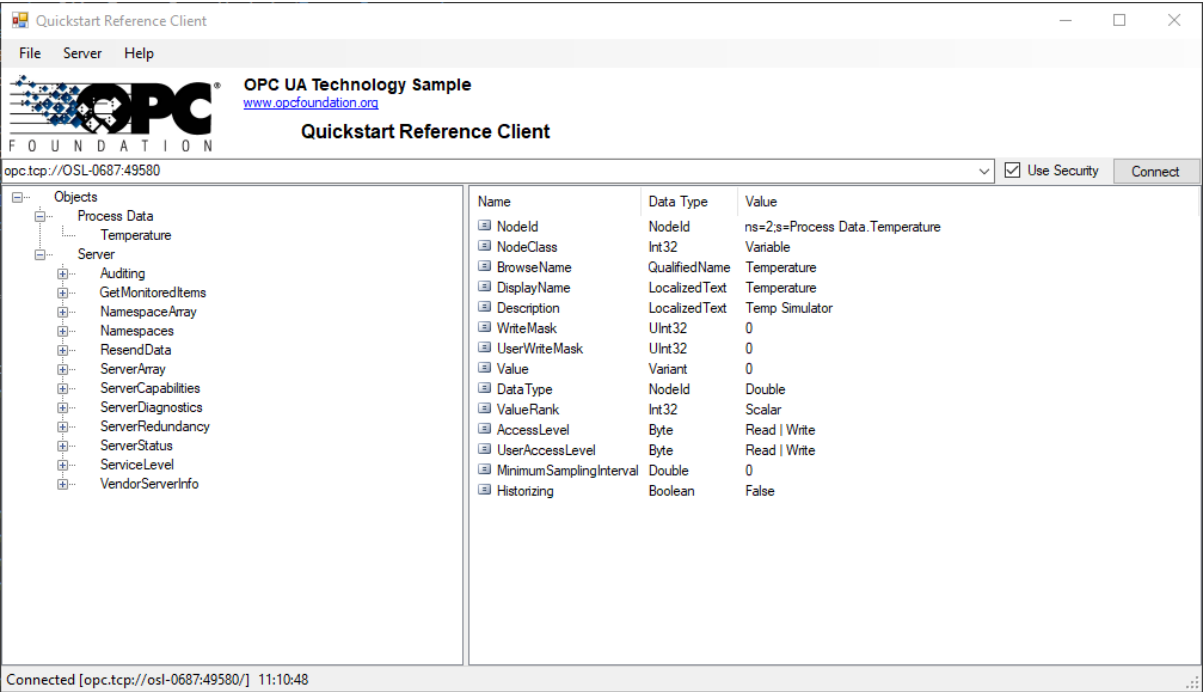 Quickstart Reference Client
File Server Help
OPC®
FOUNDATION
OPC UA Technology Sample
www.opcfoundation.org
Quickstart Reference Client
opc.tcp://OSL-0687:49580 Use Security Connect
Objects
Process Data
Temperature
Server
Auditing
GetMonitoredItems
NamespaceArray
Namespaces
ResendData
ServerArray
ServerCapabilities
ServerDiagnostics
ServerRedundancy
ServerStatus
ServiceLevel
VendorServerInfo
Name Data Type Value
NodeId NodeId ns=2;s=Process Data.Temperature
NodeClass Int32 Variable
BrowseName QualifiedName Temperature
DisplayName LocalizedText Temperature
Description LocalizedText Temp Simulator
WriteMask UInt32 0
UserWriteMask UInt32 0
Value Variant 0
DataType NodeId Double
ValueRank Int32 Scalar
AccessLevel Byte Read | Write
UserAccessLevel Byte Read | Write
MinimumSamplingInterval Double 0
Historizing Boolean False
Connected [opc.tcp://osl-0687:49580/] 11:10:48